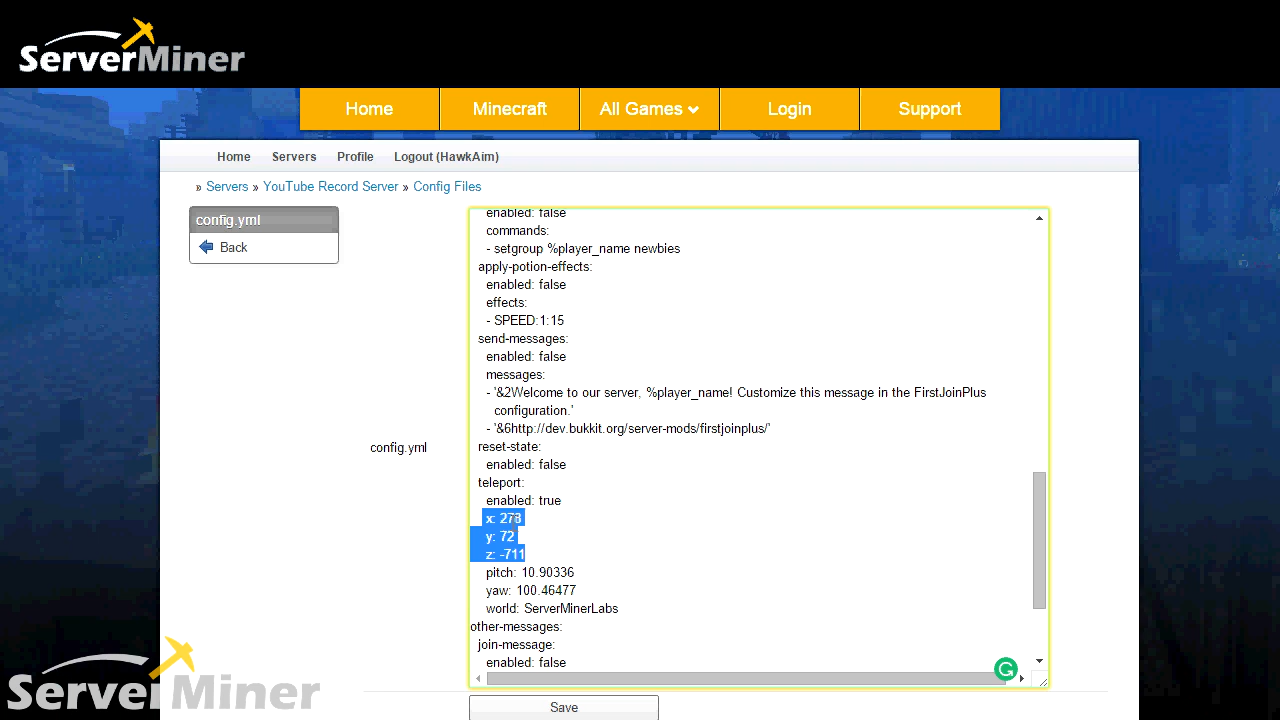 ServerMiner
Home Minecraft All Games Login Support
Home Servers Profile Logout (HawkAim)
» Servers » YouTube Record Server » Config Files
config.yml
Back
config.yml
enabled: false
commands:
- setgroup %player_name newbies
apply-potion-effects:
enabled: false
effects:
- SPEED:1:15
send-messages:
enabled: false
messages:
- '&2Welcome to our server, %player_name! Customize this message in the FirstJoinPlus
configuration.'
- '&6http://dev.bukkit.org/server-mods/firstjoinplus/'
reset-state:
enabled: false
teleport:
enabled: true
x: 278
y: 72
z: -711
pitch: 10.90336
yaw: 100.46477
world: ServerMinerLabs
other-messages:
join-message:
enabled: false
Save
ServerMiner